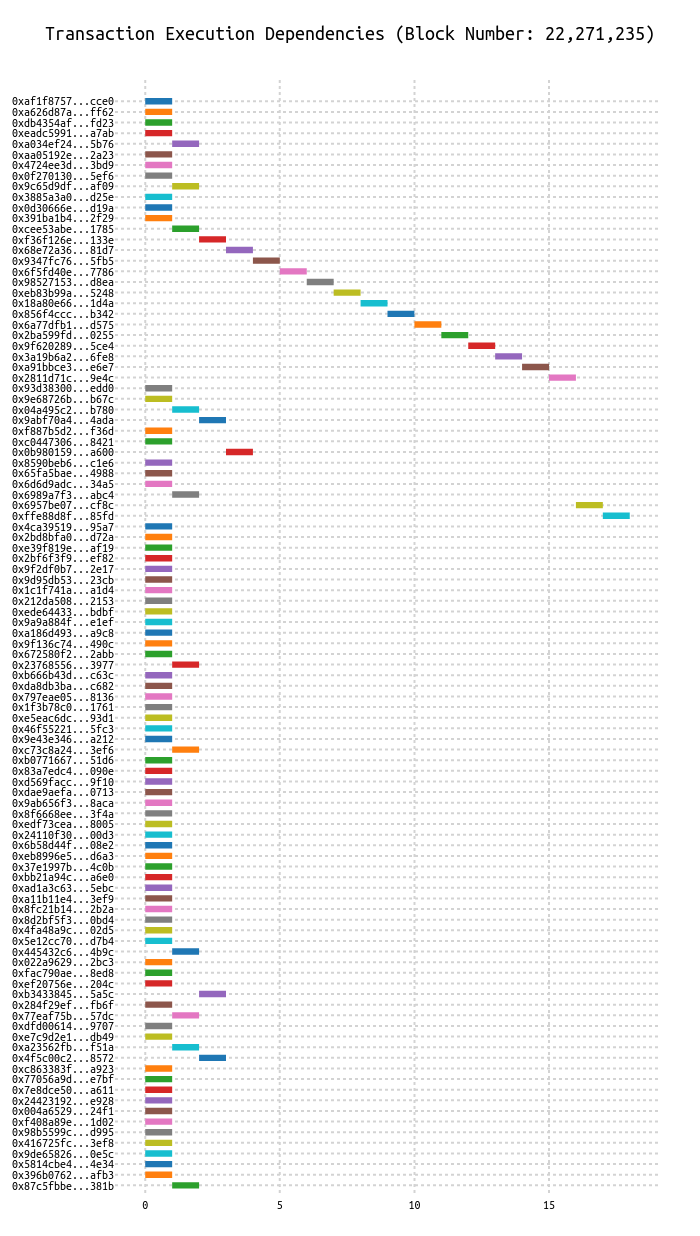 Transaction Execution Dependencies (Block Number: 22,271,235)
0xaf1f8757...cce0
0xa626d87a...ff62
0xdb4354af...fd23
0xeadc5991...a7ab
0xa034ef24...5b76
0xaa05192e...2a23
0x4724ee3d...3bd9
0x0f270130...5ef6
0x9c65d9df...af09
0x3885a3a0...d25e
0x0d30666e...d19a
0x391ba1b4...2f29
0xcee53abe...1785
0xf36f126e...133e
0x68e72a36...81d7
0x9347fc76...5fb5
0x6f5fd40e...7786
0x98527153...d8ea
0xeb83b99a...5248
0x18a80e66...1d4a
0x856f4ccc...b342
0x6a77dfb1...d575
0x2ba599fd...0255
0x9f620289...5ce4
0x3a19b6a2...6fe8
0xa91bbce3...e6e7
0x2811d71c...9e4c
0x93d38300...edd0
0x9e68726b...b67c
0x04a495c2...b780
0x9abf70a4...4ada
0xf887b5d2...f36d
0xc0447306...8421
0x0b980159...a600
0x8590beb6...c1e6
0x65fa5bae...4988
0x6d6d9adc...34a5
0x6989a7f3...abc4
0x6957be07...cf8c
0xffe88d8f...85fd
0x4ca39519...95a7
0x2bd8bfa0...d72a
0xe39f819e...af19
0x2bf6f3f9...ef82
0x9f2df0b7...2e17
0x9d95db53...23cb
0x1c1f741a...a1d4
0x212da508...2153
0xede64433...bdbf
0x9a9a884f...e1ef
0xa186d493...a9c8
0x9f136c74...490c
0x672580f2...2abb
0x23768556...3977
0xb666b43d...c63c
0xda8db3ba...c682
0x797eae05...8136
0x1f3b78c0...1761
0xe5eac6dc...93d1
0x46f55221...5fc3
0x9e43e346...a212
0xc73c8a24...3ef6
0xb0771667...51d6
0x83a7edc4...090e
0xd569facc...9f10
0xdae9aefa...0713
0x9ab656f3...8aca
0x8f6668ee...3f4a
0xedf73cea...8005
0x24110f30...00d3
0x6b58d44f...08e2
0xeb8996e5...d6a3
0x37e1997b...4c0b
0xbb21a94c...a6e0
0xad1a3c63...5ebc
0xa11b11e4...3ef9
0x8fc21b14...2b2a
0x8d2bf5f3...0bd4
0x4fa48a9c...02d5
0x5e12cc70...d7b4
0x445432c6...4b9c
0x022a9629...2bc3
0xfac790ae...8ed8
0xef20756e...204c
0xb3433845...5a5c
0x284f29ef...fb6f
0x77eaf75b...57dc
0xdfd00614...9707
0xe7c9d2e1...db49
0xa23562fb...f51a
0x4f5c00c2...8572
0xc863383f...a923
0x77056a9d...e7bf
0x7e8dce50...a611
0x24423192...e928
0x004a6529...24f1
0xf408a89e...1d02
0x98b5599c...d995
0x416725fc...3ef8
0x9de65826...0e5c
0x5814cbe4...4e34
0x396b0762...afb3
0x87c5fbbe...381b
0 5 10 15